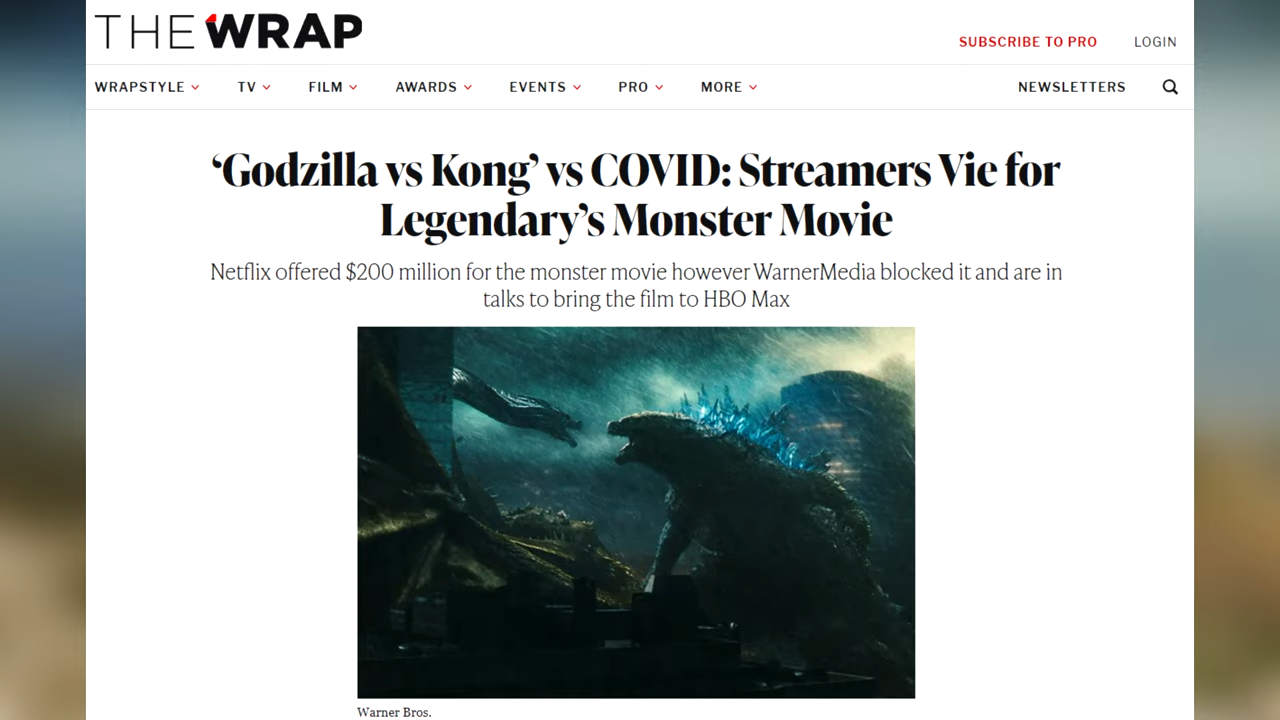 THE WRAP
SUBSCRIBE TO PRO LOGIN
WRAPSTYLE TV FILM AWARDS EVENTS PRO MORE NEWSLETTERS
‘Godzilla vs Kong’ vs COVID: Streamers Vie for
Legendary’s Monster Movie
Netflix offered $200 million for the monster movie however WarnerMedia blocked it and are in
talks to bring the film to HBO Max
Warner Bros.